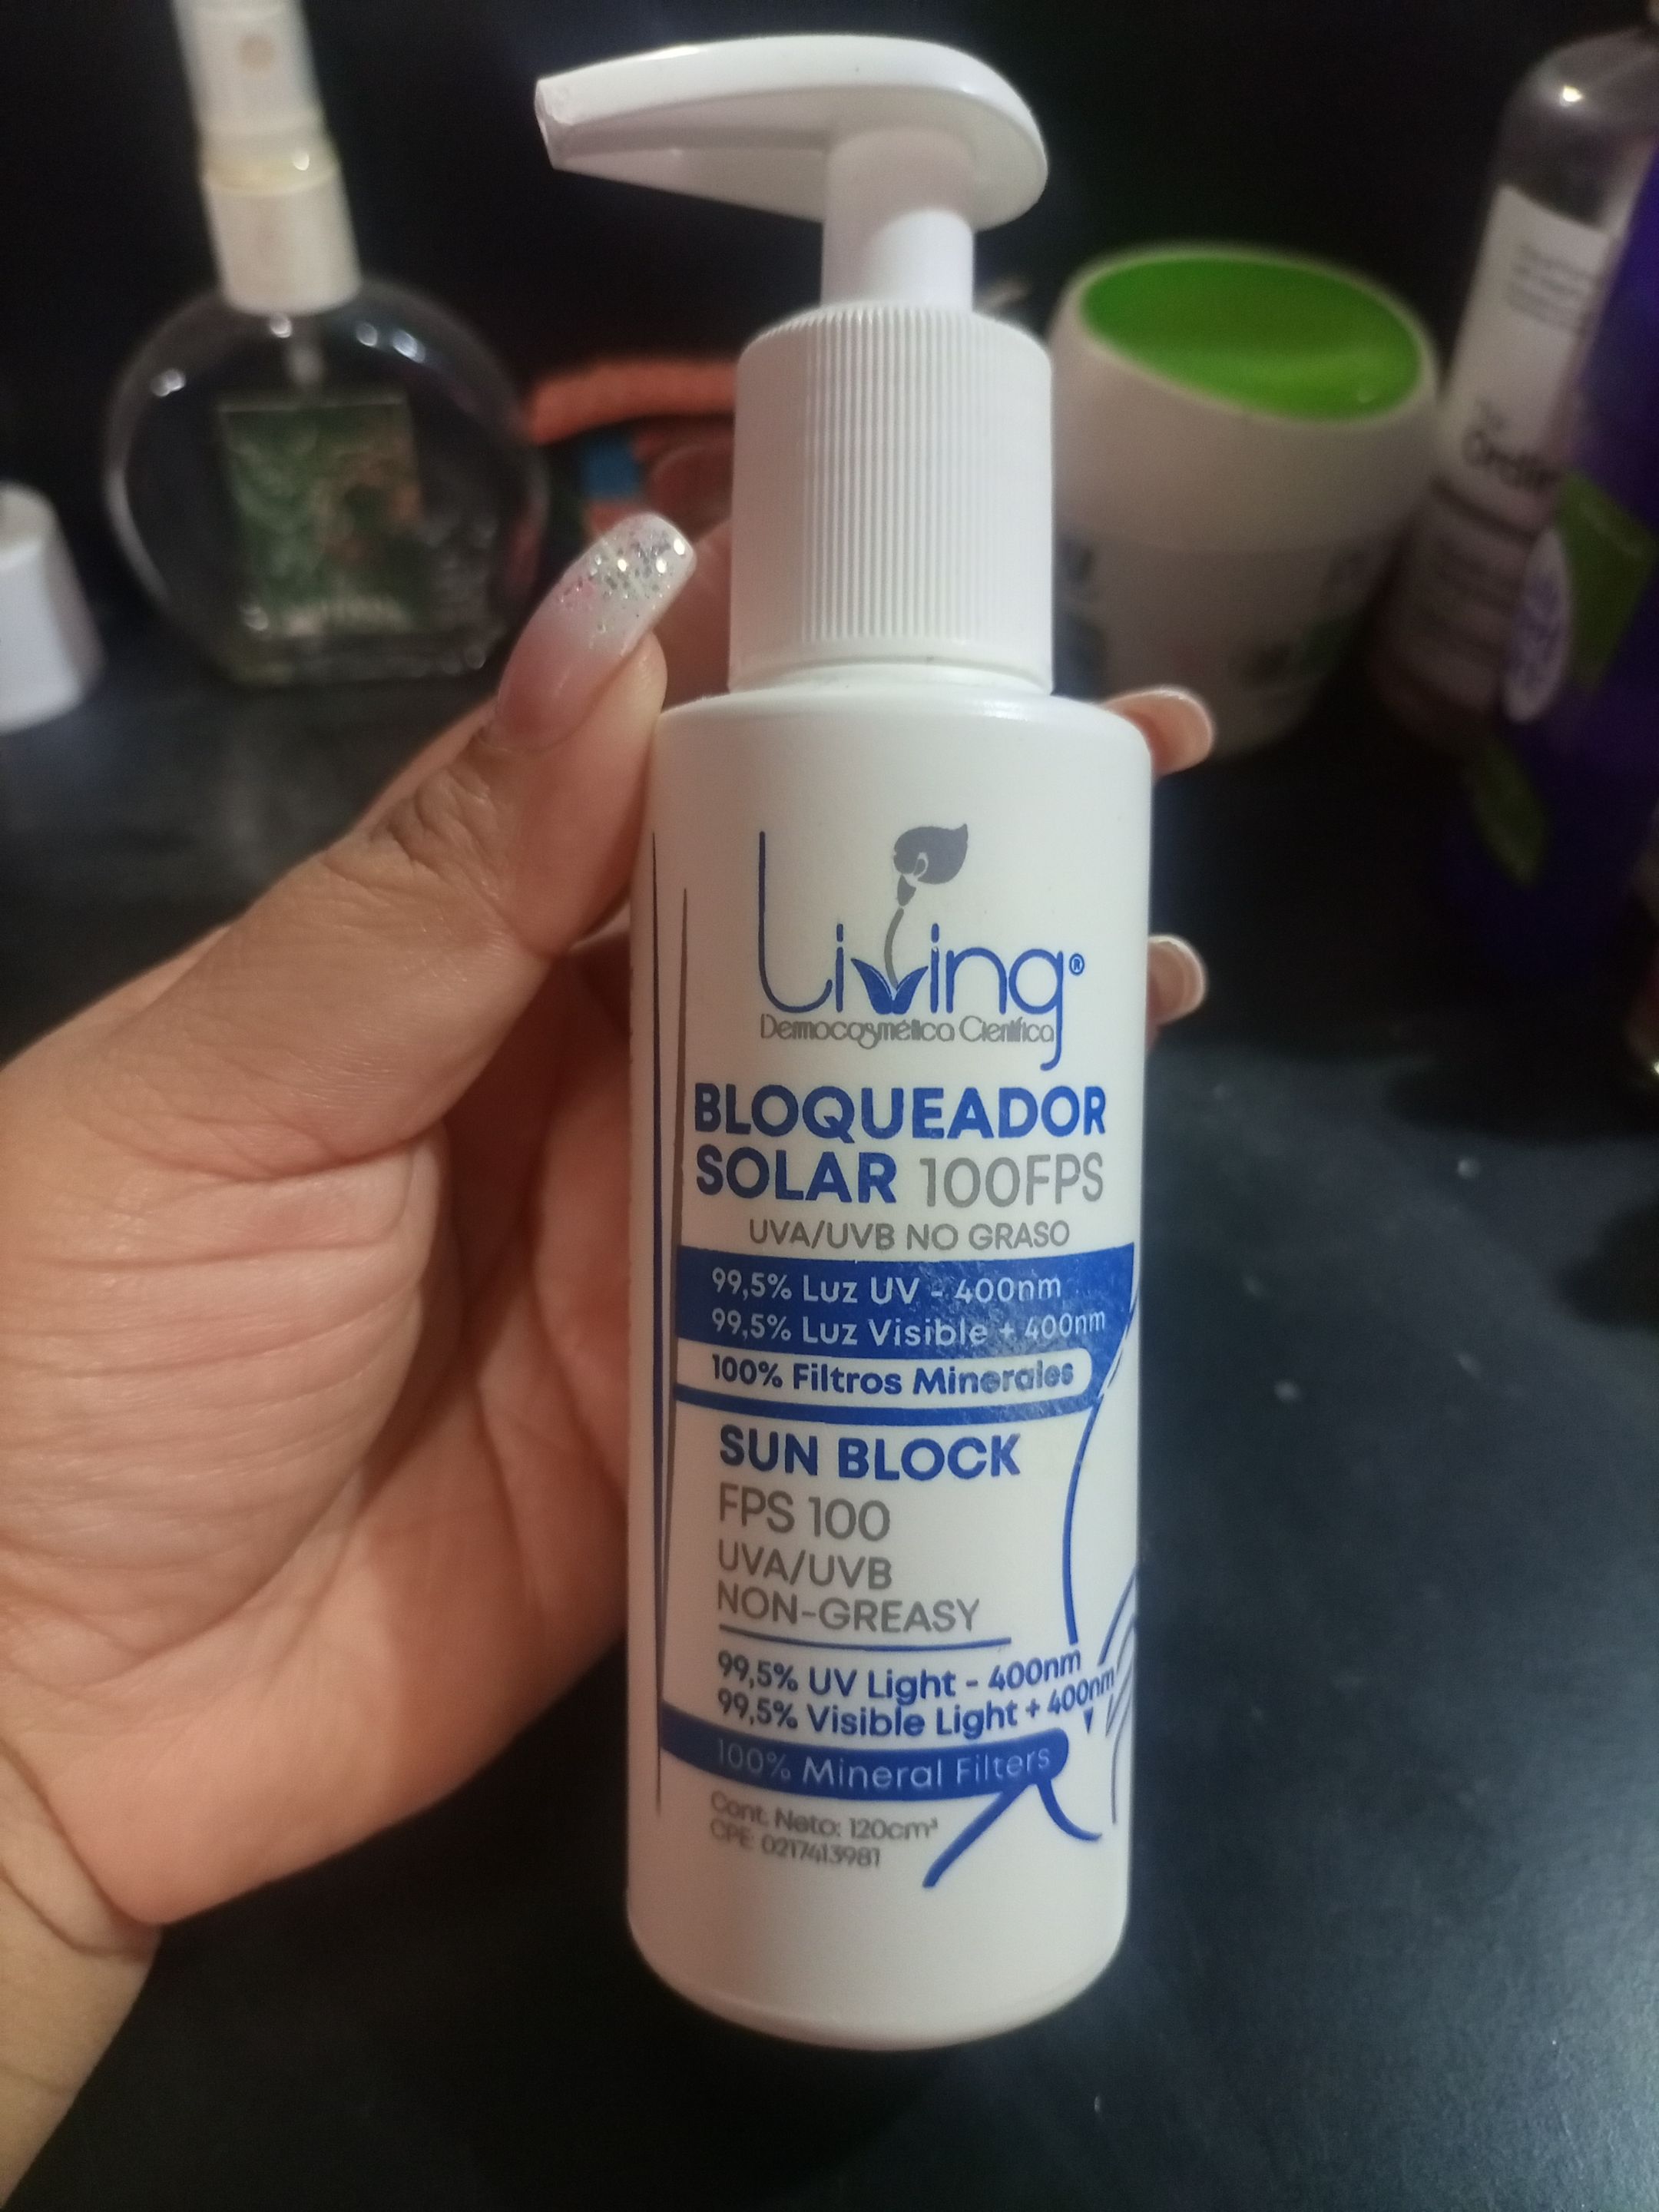 Living®
Dermocosmética Científica
BLOQUEADOR
SOLAR 100FPS
UVA/UVB NO GRASO
99,5% Luz UV - 400nm
99,5% Luz Visible + 400nm
100% Filtros Minerales
SUN BLOCK
FPS 100
UVA/UVB
NON-GREASY
99,5% UV Light - 400nm
99,5% Visible Light + 400nm
100% Mineral Filters
Cont. Neto: 120cm³
CPE: 0217413981